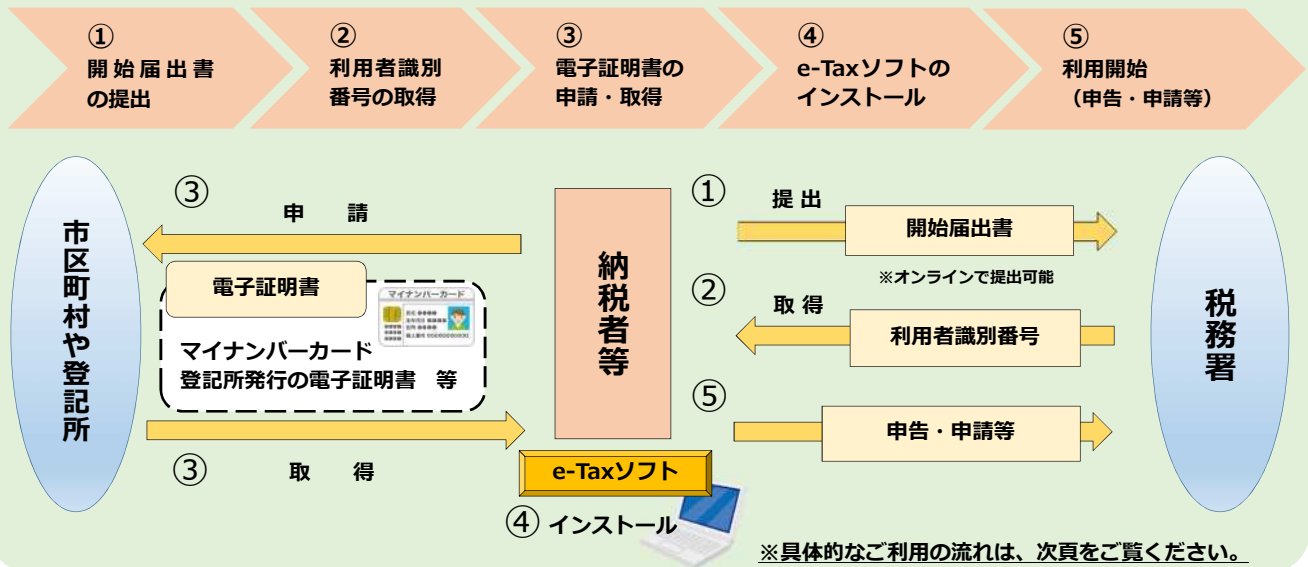 ①
開始届出書
の提出
②
利用者識別
番号の取得
③
電子証明書の
申請・取得
④
e-Taxソフトの
インストール
⑤
利用開始
（申告・申請等）
市区町村や登記所
③
申 請
電子証明書
マイナンバーカード
マイナンバーカード
登記所発行の電子証明書 等
③
取 得
納税者等
e-Taxソフト
④ インストール
①
提 出
開始届出書
※オンラインで提出可能
②
取 得
利用者識別番号
⑤
申告・申請等
税務署
※具体的なご利用の流れは、次頁をご覧ください。